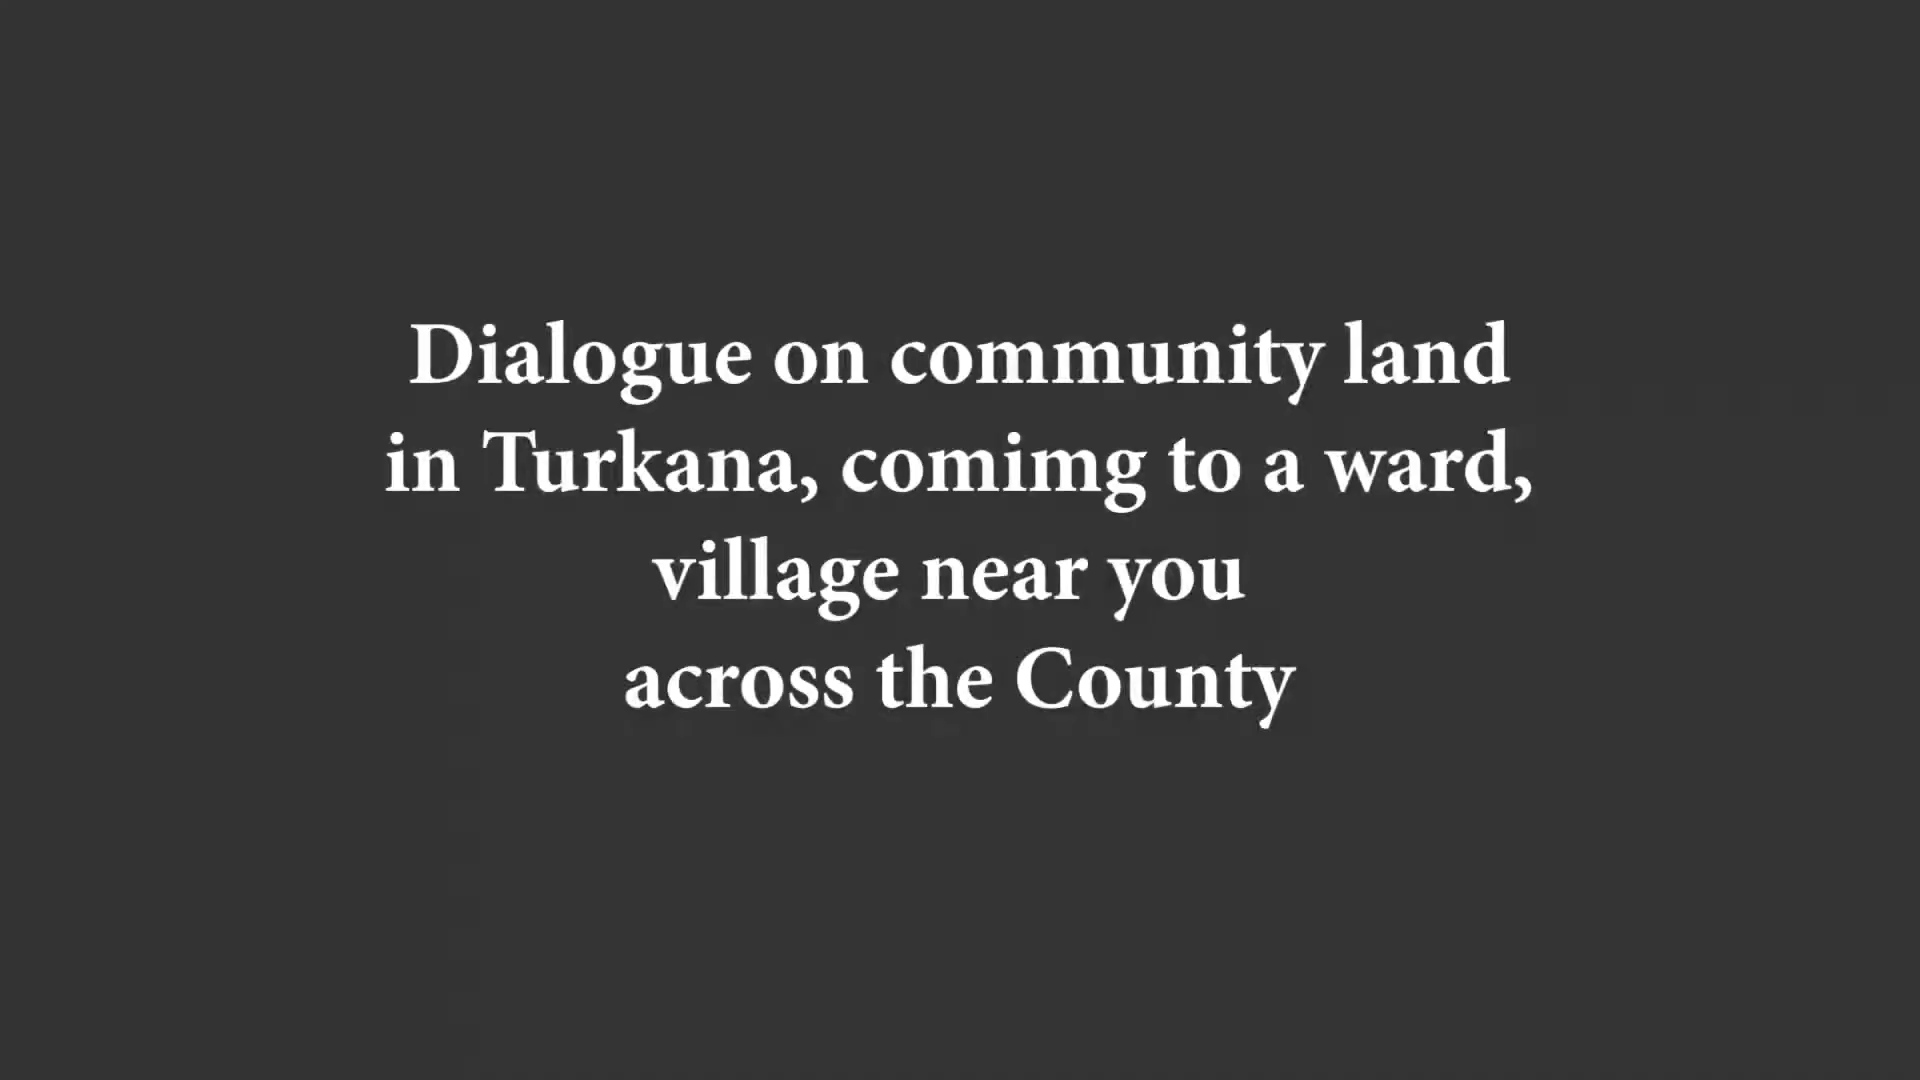 Dialogue on community land
in Turkana, comimg to a ward,
village near you
across the County